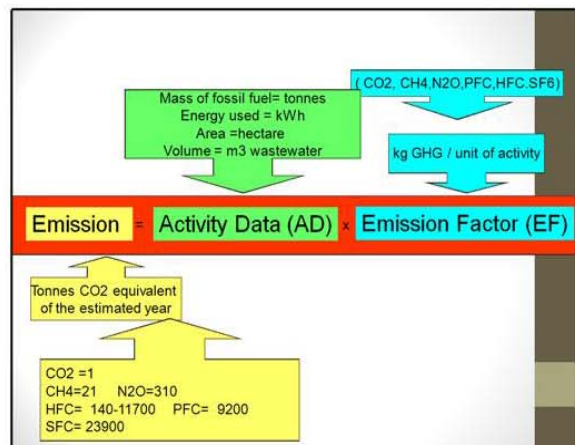 ( CO2, CH4,N2O,PFC,HFC.SF6)
Mass of fossil fuel= tonnes
Energy used = kWh
Area =hectare
Volume = m3 wastewater
kg GHG / unit of activity
Emission = Activity Data (AD) x Emission Factor (EF)
Tonnes CO2 equivalent
of the estimated year
CO2 =1
CH4=21 N2O=310
HFC= 140-11700 PFC= 9200
SFC= 23900